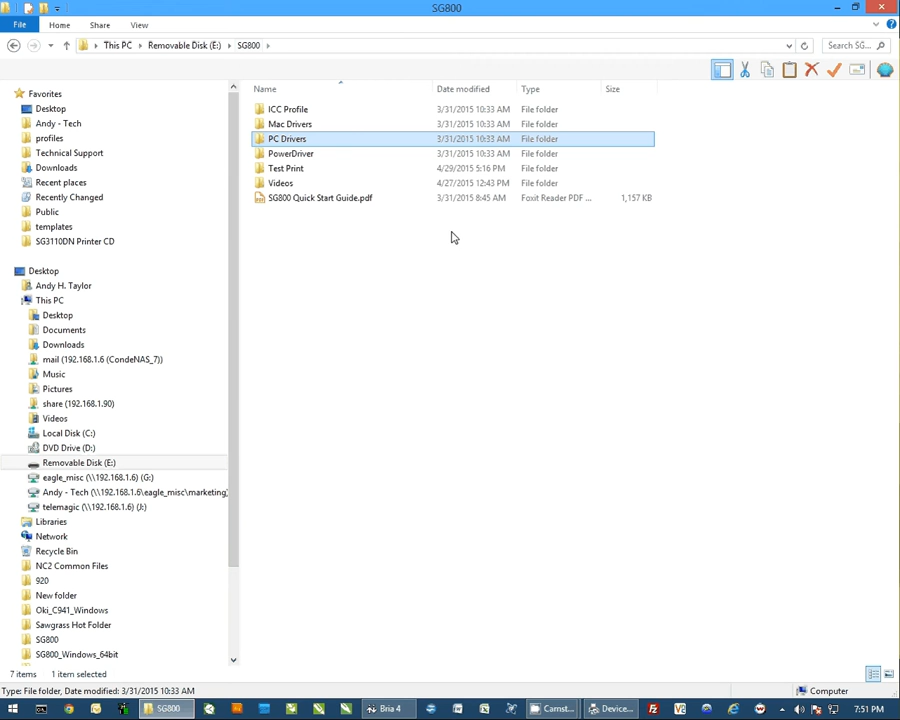 SG800
File Home Share View
This PC Removable Disk (E:) SG800 Search SG...
Name Date modified Type Size
ICC Profile 3/31/2015 10:33 AM File folder
Mac Drivers 3/31/2015 10:33 AM File folder
PC Drivers 3/31/2015 10:33 AM File folder
PowerDriver 3/31/2015 10:33 AM File folder
Test Print 4/29/2015 5:16 PM File folder
Videos 4/27/2015 12:43 PM File folder
SG800 Quick Start Guide.pdf 3/31/2015 8:45 AM Foxit Reader PDF ... 1,157 KB
Favorites
Desktop
Andy - Tech
profiles
Technical Support
Downloads
Recent places
Recently Changed
Public
templates
SG3110DN Printer CD
Desktop
Andy H. Taylor
This PC
Desktop
Documents
Downloads
mail (192.168.1.6 (CondeNAS_7))
Music
Pictures
share (192.168.1.90)
Videos
Local Disk (C:)
DVD Drive (D:)
Removable Disk (E:)
eagle_misc (\\192.168.1.6) (G:)
Andy - Tech (\\192.168.1.6\eagle_misc\marketing)
telemagic (\\192.168.1.6) (J:)
Libraries
Network
Recycle Bin
NC2 Common Files
920
New folder
Oki_C941_Windows
Sawgrass Hot Folder
SG800
SG800_Windows_64bit
7 items 1 item selected
Type: File folder, Date modified: 3/31/2015 10:33 AM Computer
SG800 Bria 4 Camst... Device... 7:51 PM